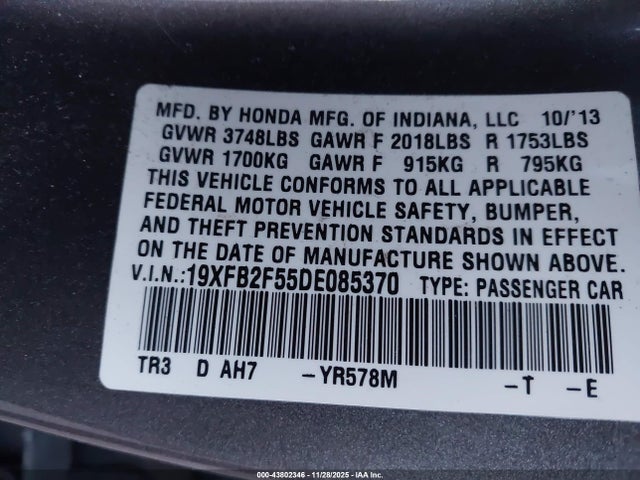 MFD. BY HONDA MFG. OF INDIANA, LLC 10/'13
GVWR 3748LBS GAWR F 2018LBS R 1753LBS
GVWR 1700KG GAWR F 915KG R 795KG
THIS VEHICLE CONFORMS TO ALL APPLICABLE
FEDERAL MOTOR VEHICLE SAFETY, BUMPER,
AND THEFT PREVENTION STANDARDS IN EFFECT
ON THE DATE OF MANUFACTURE SHOWN ABOVE.
V.I.N.:19XFB2F55DE085370 TYPE: PASSENGER CAR
TR3 D AH7 –YR578M –T –E
000-43802346 | 11/28/2025 | IAA Inc.